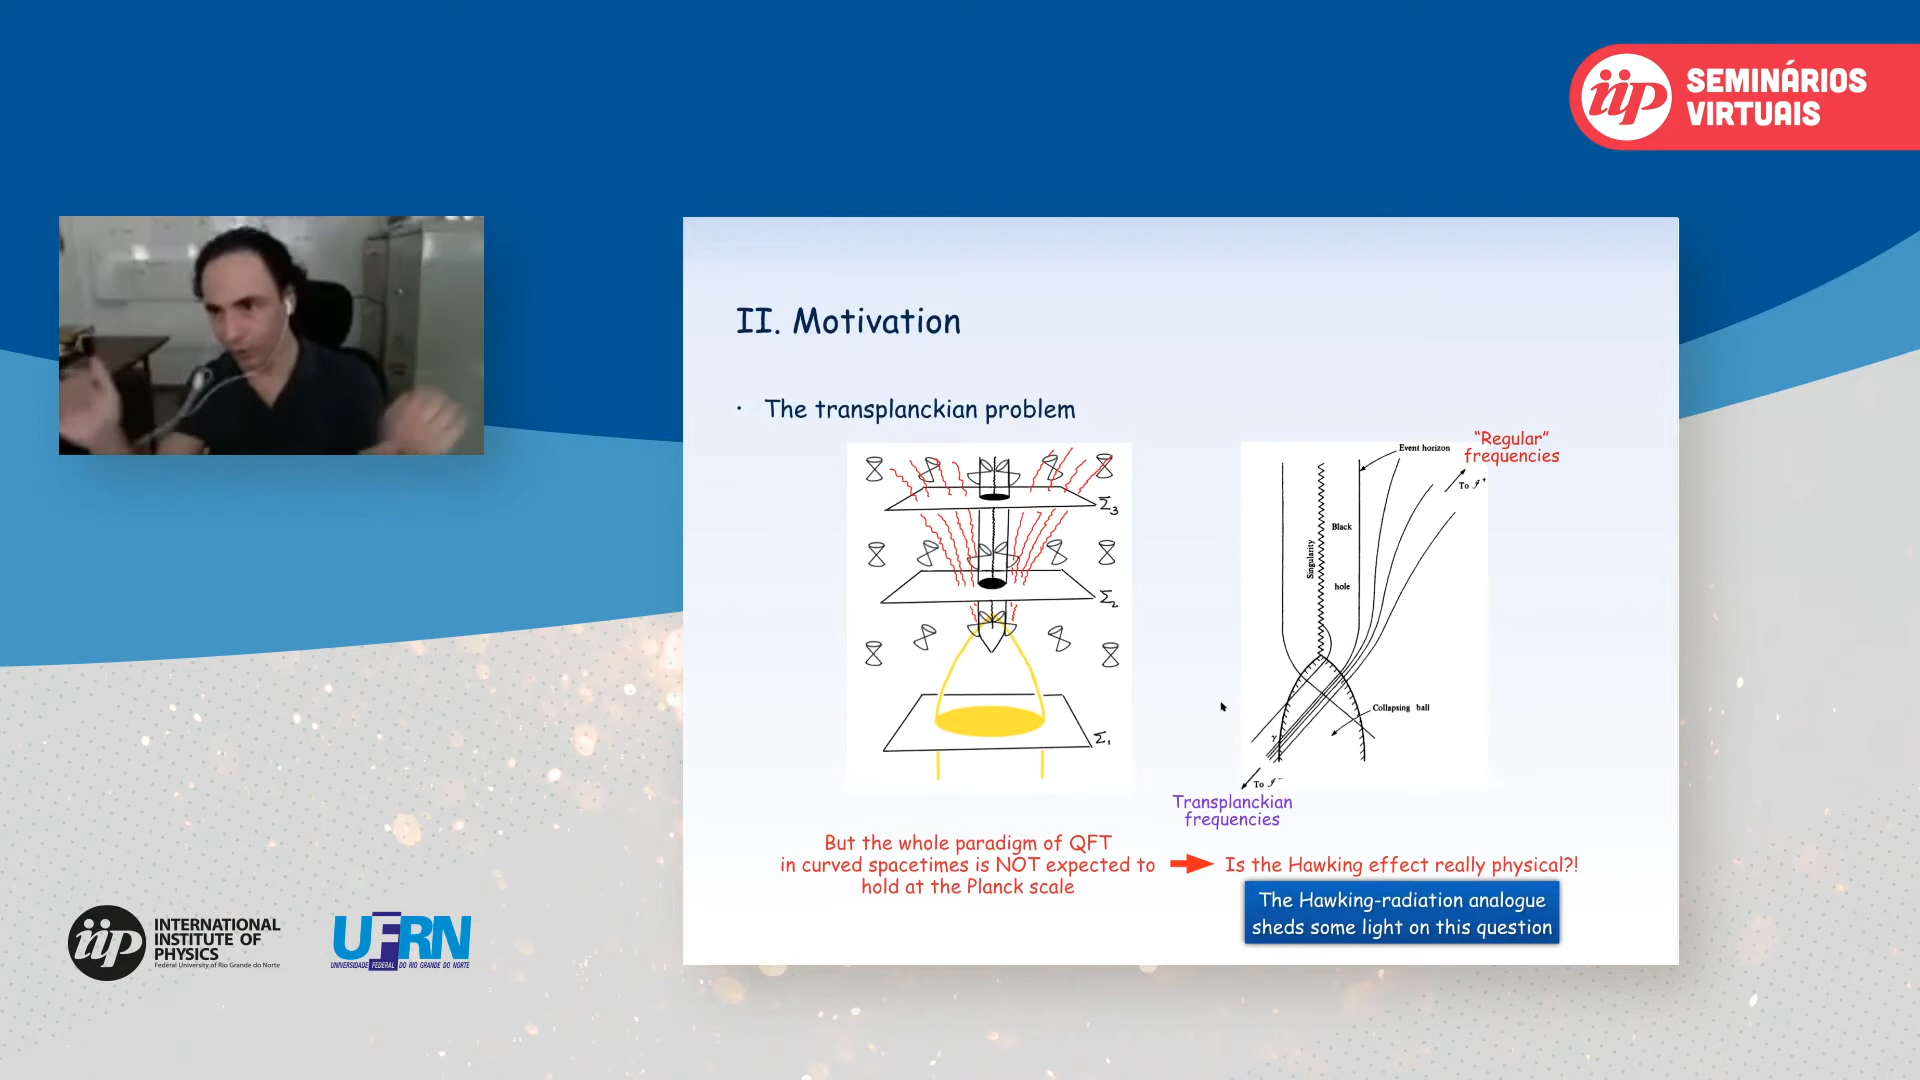 iip
SEMINÁRIOS
VIRTUAIS
II. Motivation
• The transplanckian problem
Σ3
Σ2
Σ1
Event horizon
"Regular"
frequencies
To 𝒥+
Black
hole
Singularity
Collapsing ball
γ
To 𝒥−
Transplanckian
frequencies
But the whole paradigm of QFT
in curved spacetimes is NOT expected to
hold at the Planck scale
Is the Hawking effect really physical?!
The Hawking-radiation analogue
sheds some light on this question
iip
INTERNATIONAL
INSTITUTE OF
PHYSICS
Federal University of Rio Grande do Norte
UFRN
UNIVERSIDADE FEDERAL DO RIO GRANDE DO NORTE